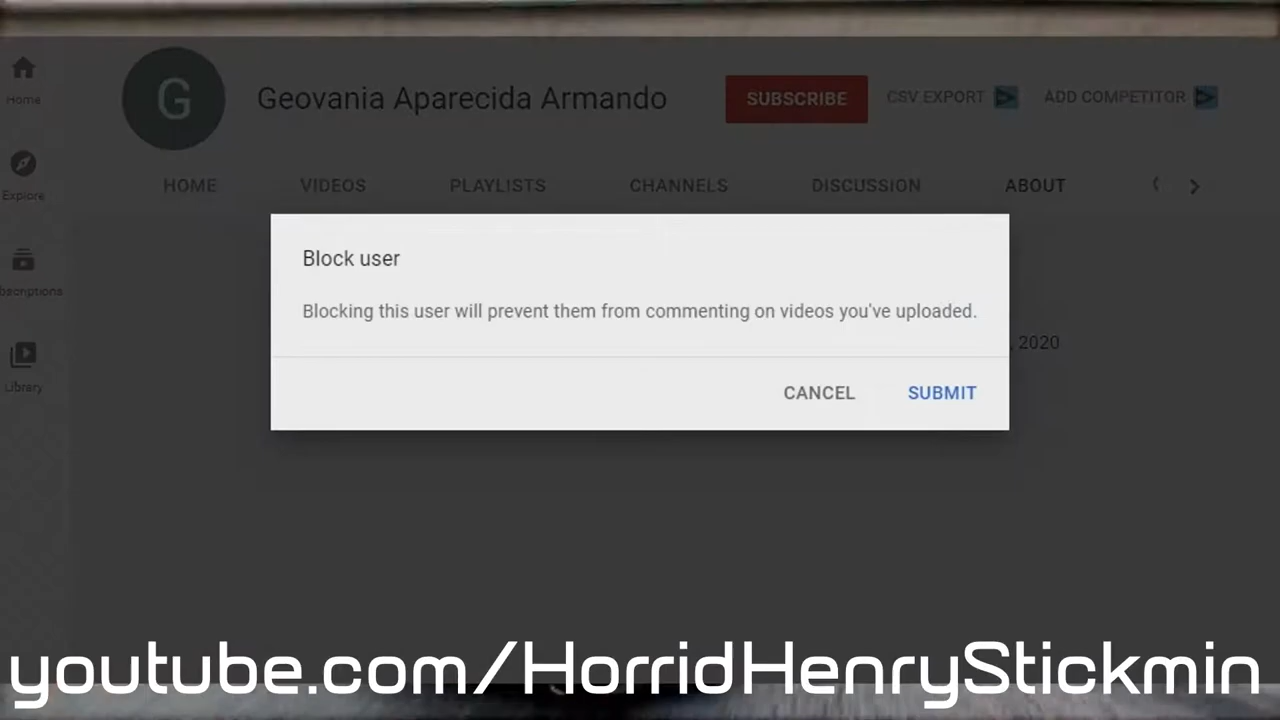 Home
G
Geovania Aparecida Armando
SUBSCRIBE
CSV EXPORT
ADD COMPETITOR
Explore
HOME VIDEOS PLAYLISTS CHANNELS DISCUSSION ABOUT
Block user
bscriptions
Blocking this user will prevent them from commenting on videos you've uploaded.
, 2020
Library
CANCEL SUBMIT
youtube.com/HorridHenryStickmin